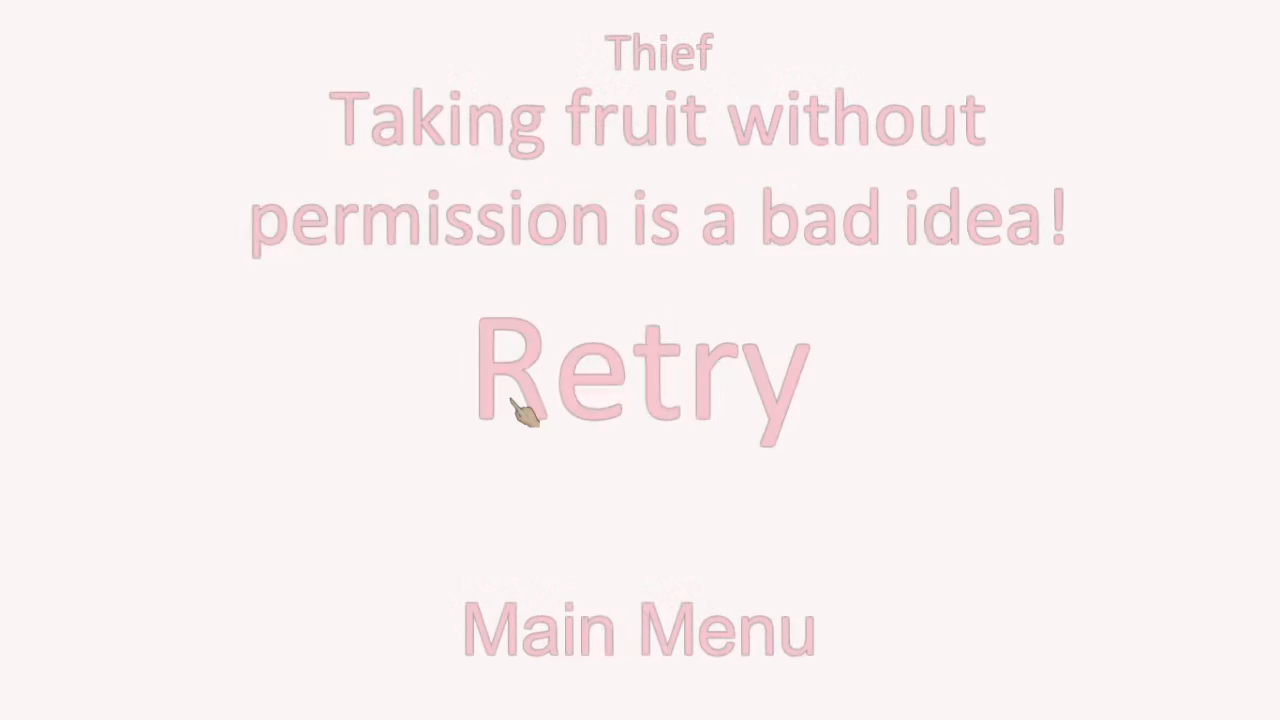 Thief
Taking fruit without
permission is a bad idea!
Retry
Main Menu